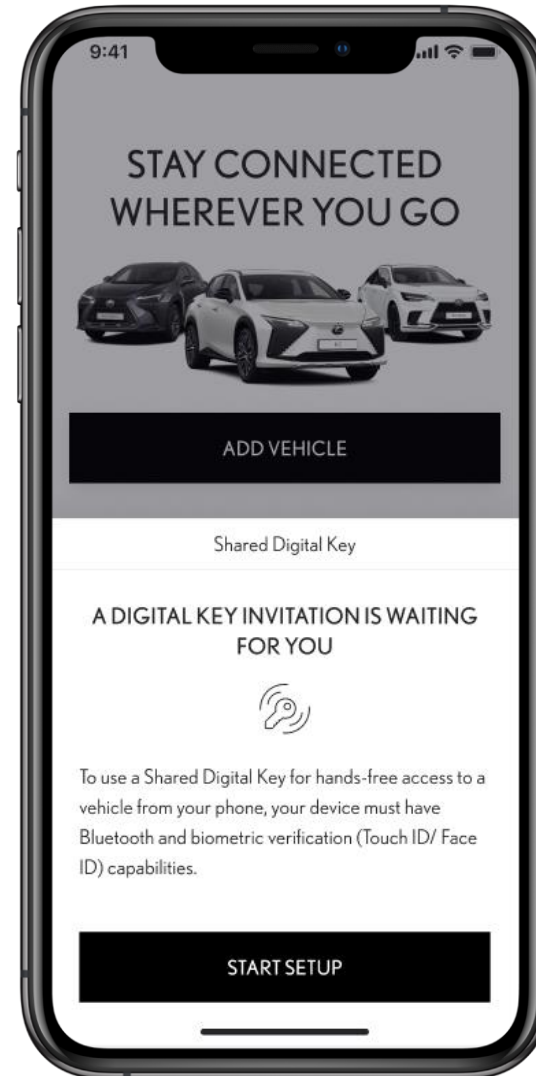 9:41
STAY CONNECTED
WHEREVER YOU GO
ADD VEHICLE
Shared Digital Key
A DIGITAL KEY INVITATION IS WAITING
FOR YOU
To use a Shared Digital Key for hands-free access to a
vehicle from your phone, your device must have
Bluetooth and biometric verification (Touch ID/ Face
ID) capabilities.
START SETUP